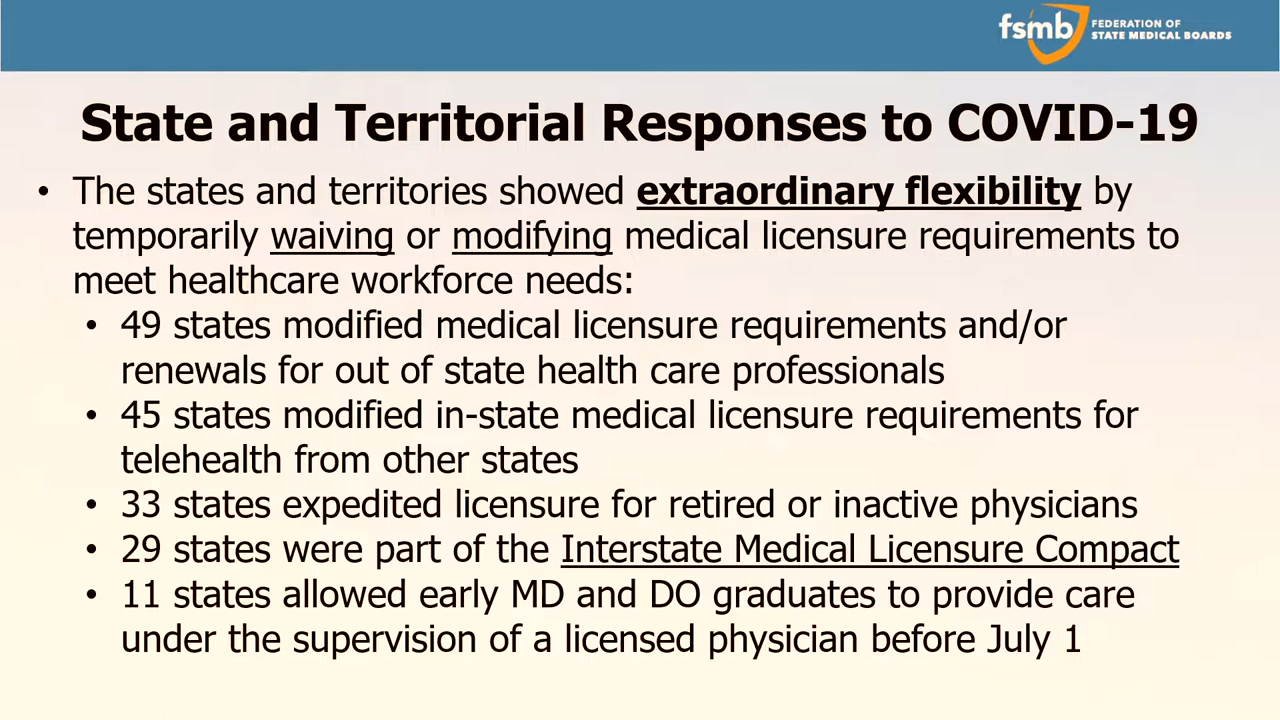 fsmb
FEDERATION OF
STATE MEDICAL BOARDS
State and Territorial Responses to COVID-19
• The states and territories showed extraordinary flexibility by
temporarily waiving or modifying medical licensure requirements to
meet healthcare workforce needs:
• 49 states modified medical licensure requirements and/or
renewals for out of state health care professionals
• 45 states modified in-state medical licensure requirements for
telehealth from other states
• 33 states expedited licensure for retired or inactive physicians
• 29 states were part of the Interstate Medical Licensure Compact
• 11 states allowed early MD and DO graduates to provide care
under the supervision of a licensed physician before July 1